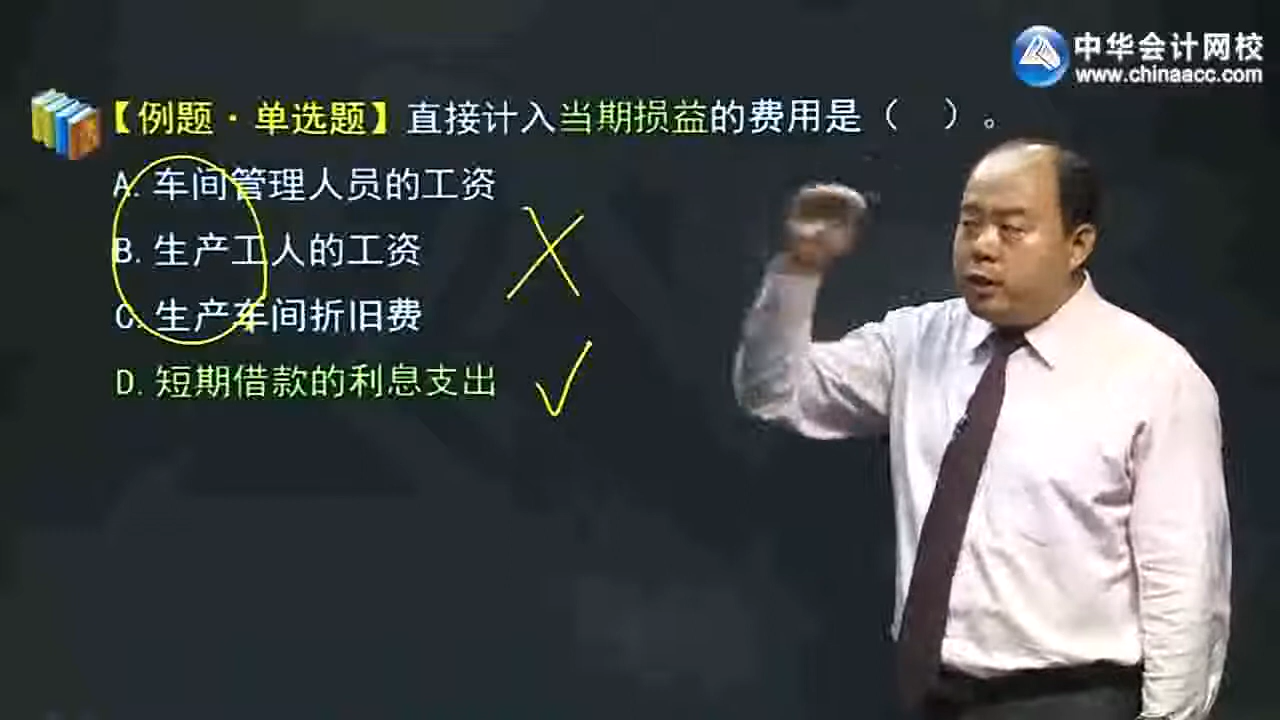 中华会计网校
www.chinaacc.com
【例题·单选题】直接计入当期损益的费用是（ ）。
A.车间管理人员的工资
B.生产工人的工资
C.生产车间折旧费
D.短期借款的利息支出